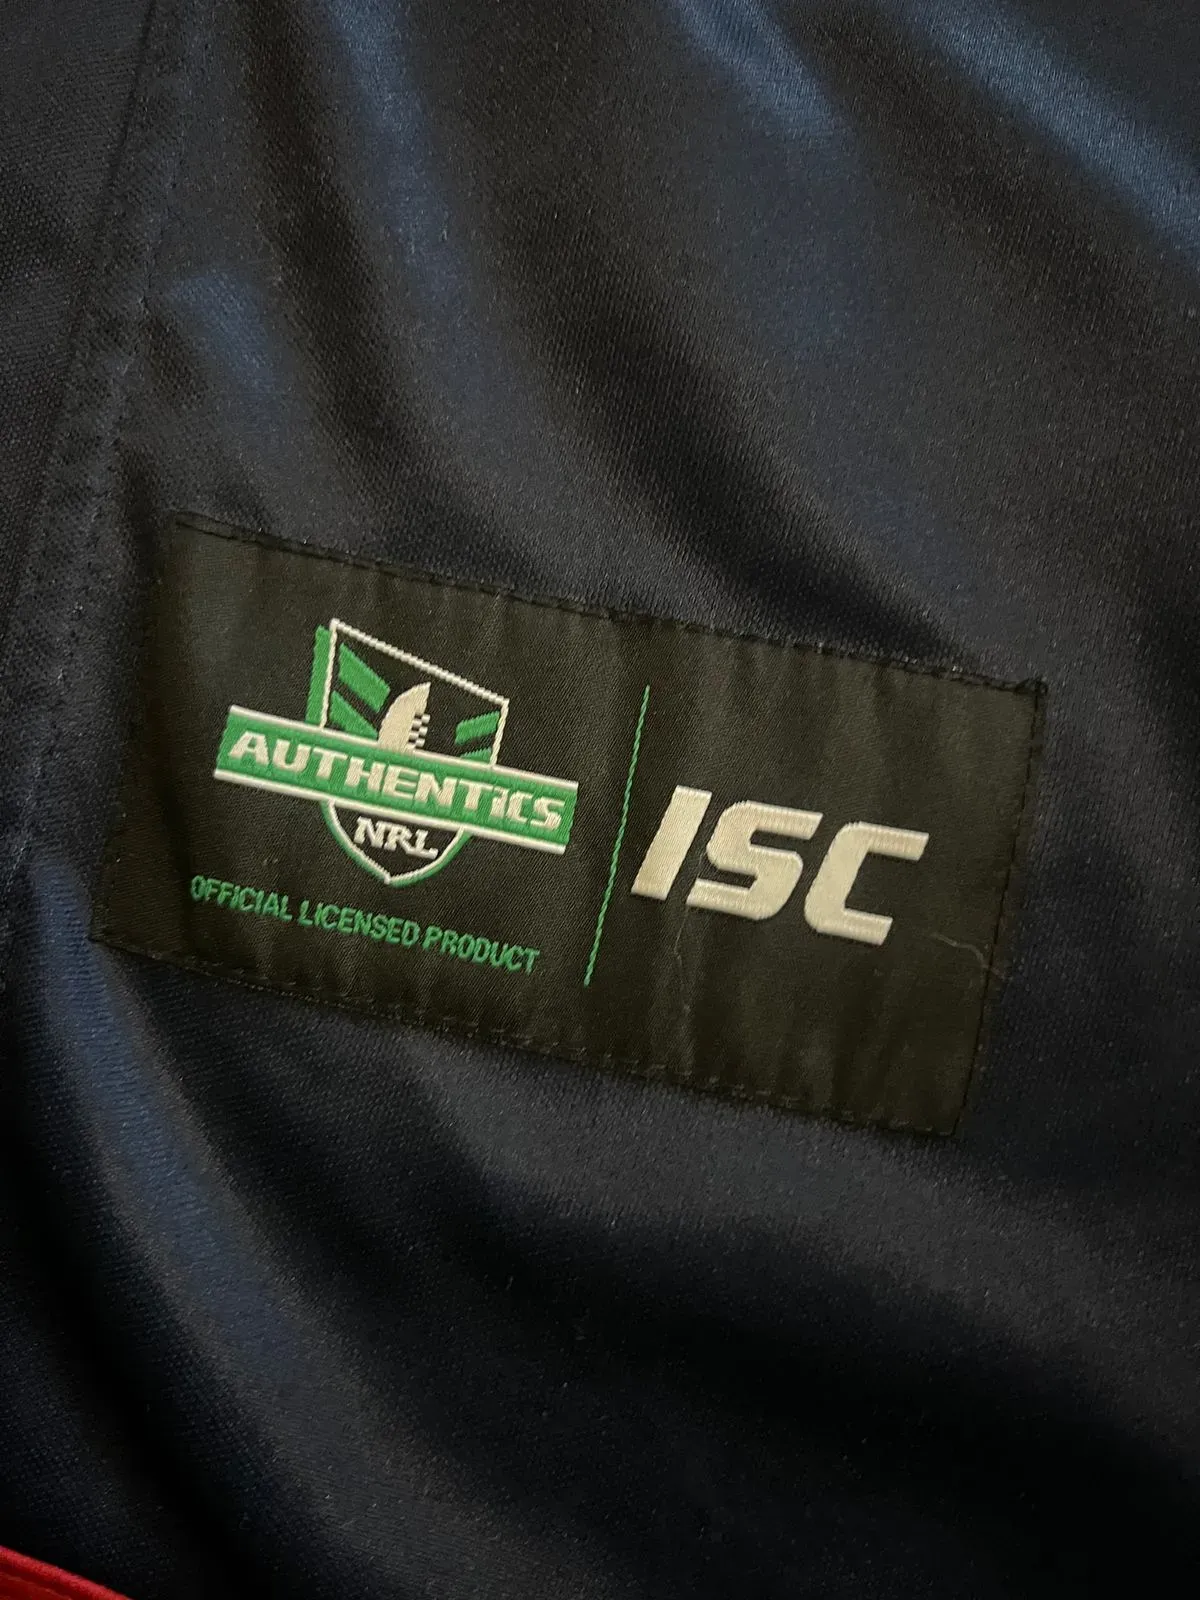 AUTHENTICS
NRL
OFFICIAL LICENSED PRODUCT
ISC